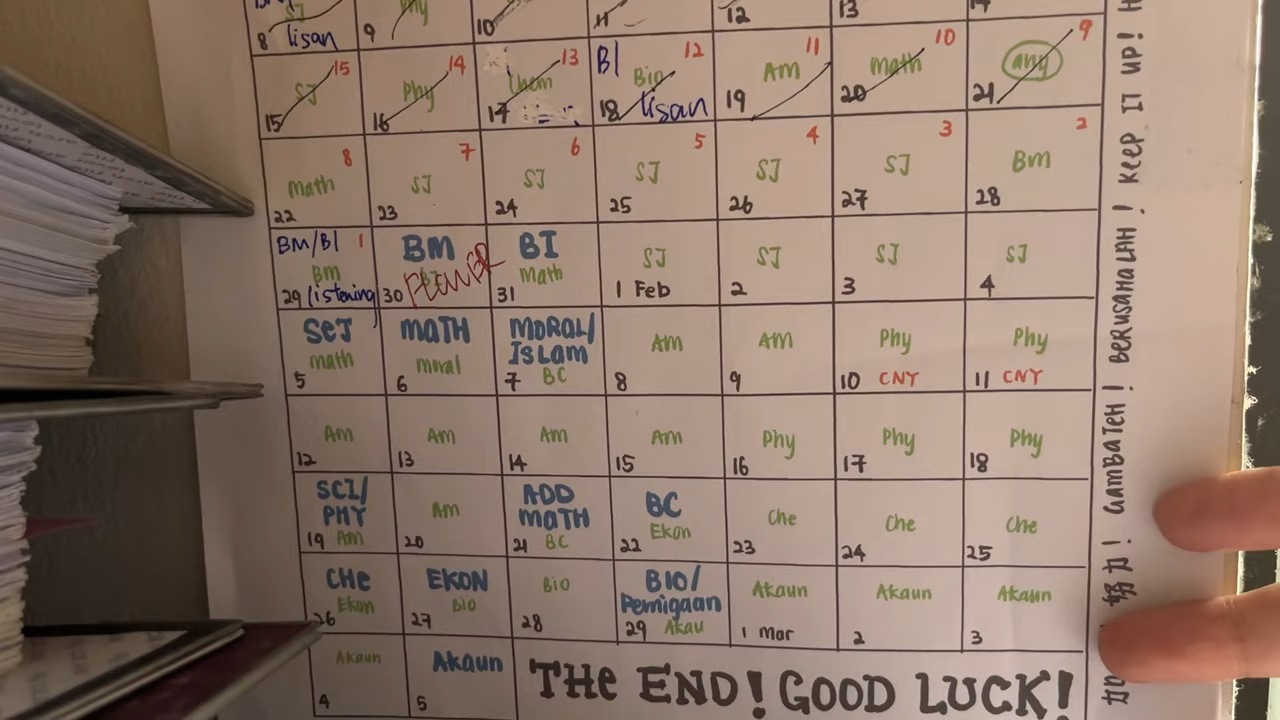 SJ
8 lisan
9 Phy
10
11
12
13
14
15
SJ
15
14
Phy
16
13
Chem
17
BI
12
Bio
18 lisan
11
Am
19
10
math
20
9
any
21
8
math
22
7
SJ
23
6
SJ
24
5
SJ
25
4
SJ
26
3
SJ
27
2
Bm
28
BM/BI 1
Bm
29 listening
BM
30
BI
Math
31
SJ
1 Feb
SJ
2
SJ
3
SJ
4
SEJ
math
5
MATH
moral
6
MORAL/
ISLAM
7 BC
Am
8
Am
9
Phy
10 CNY
Phy
11 CNY
Am
12
Am
13
Am
14
Am
15
Phy
16
Phy
17
Phy
18
SCI/
PHY
19 Am
Am
20
ADD
MATH
21 BC
BC
Ekon
22
Che
23
Che
24
Che
25
CHE
Ekon
26
EKON
Bio
27
Bio
28
BIO/
Pernigaan
29 Akau
Akaun
1 Mar
Akaun
2
Akaun
3
Akaun
4
Akaun
5
THE END! GOOD LUCK!
努力! GAMBATEH! BERUSAHALAH! KEEP IT UP!